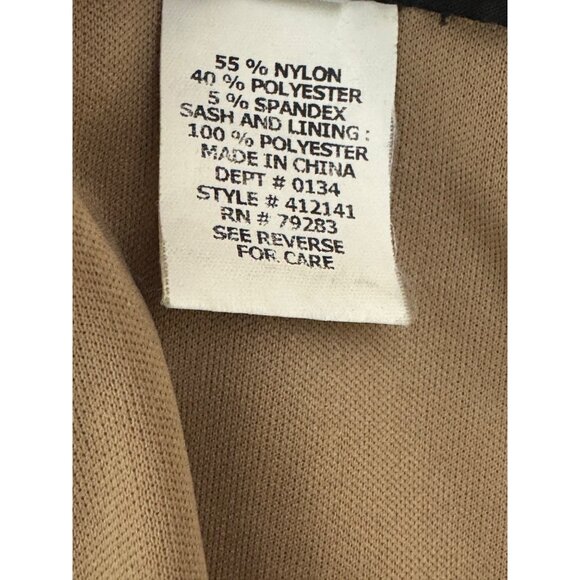 55 % NYLON
40 % POLYESTER
5 % SPANDEX
SASH AND LINING :
100 % POLYESTER
MADE IN CHINA
DEPT # 0134
STYLE # 412141
RN # 79283
SEE REVERSE
FOR CARE